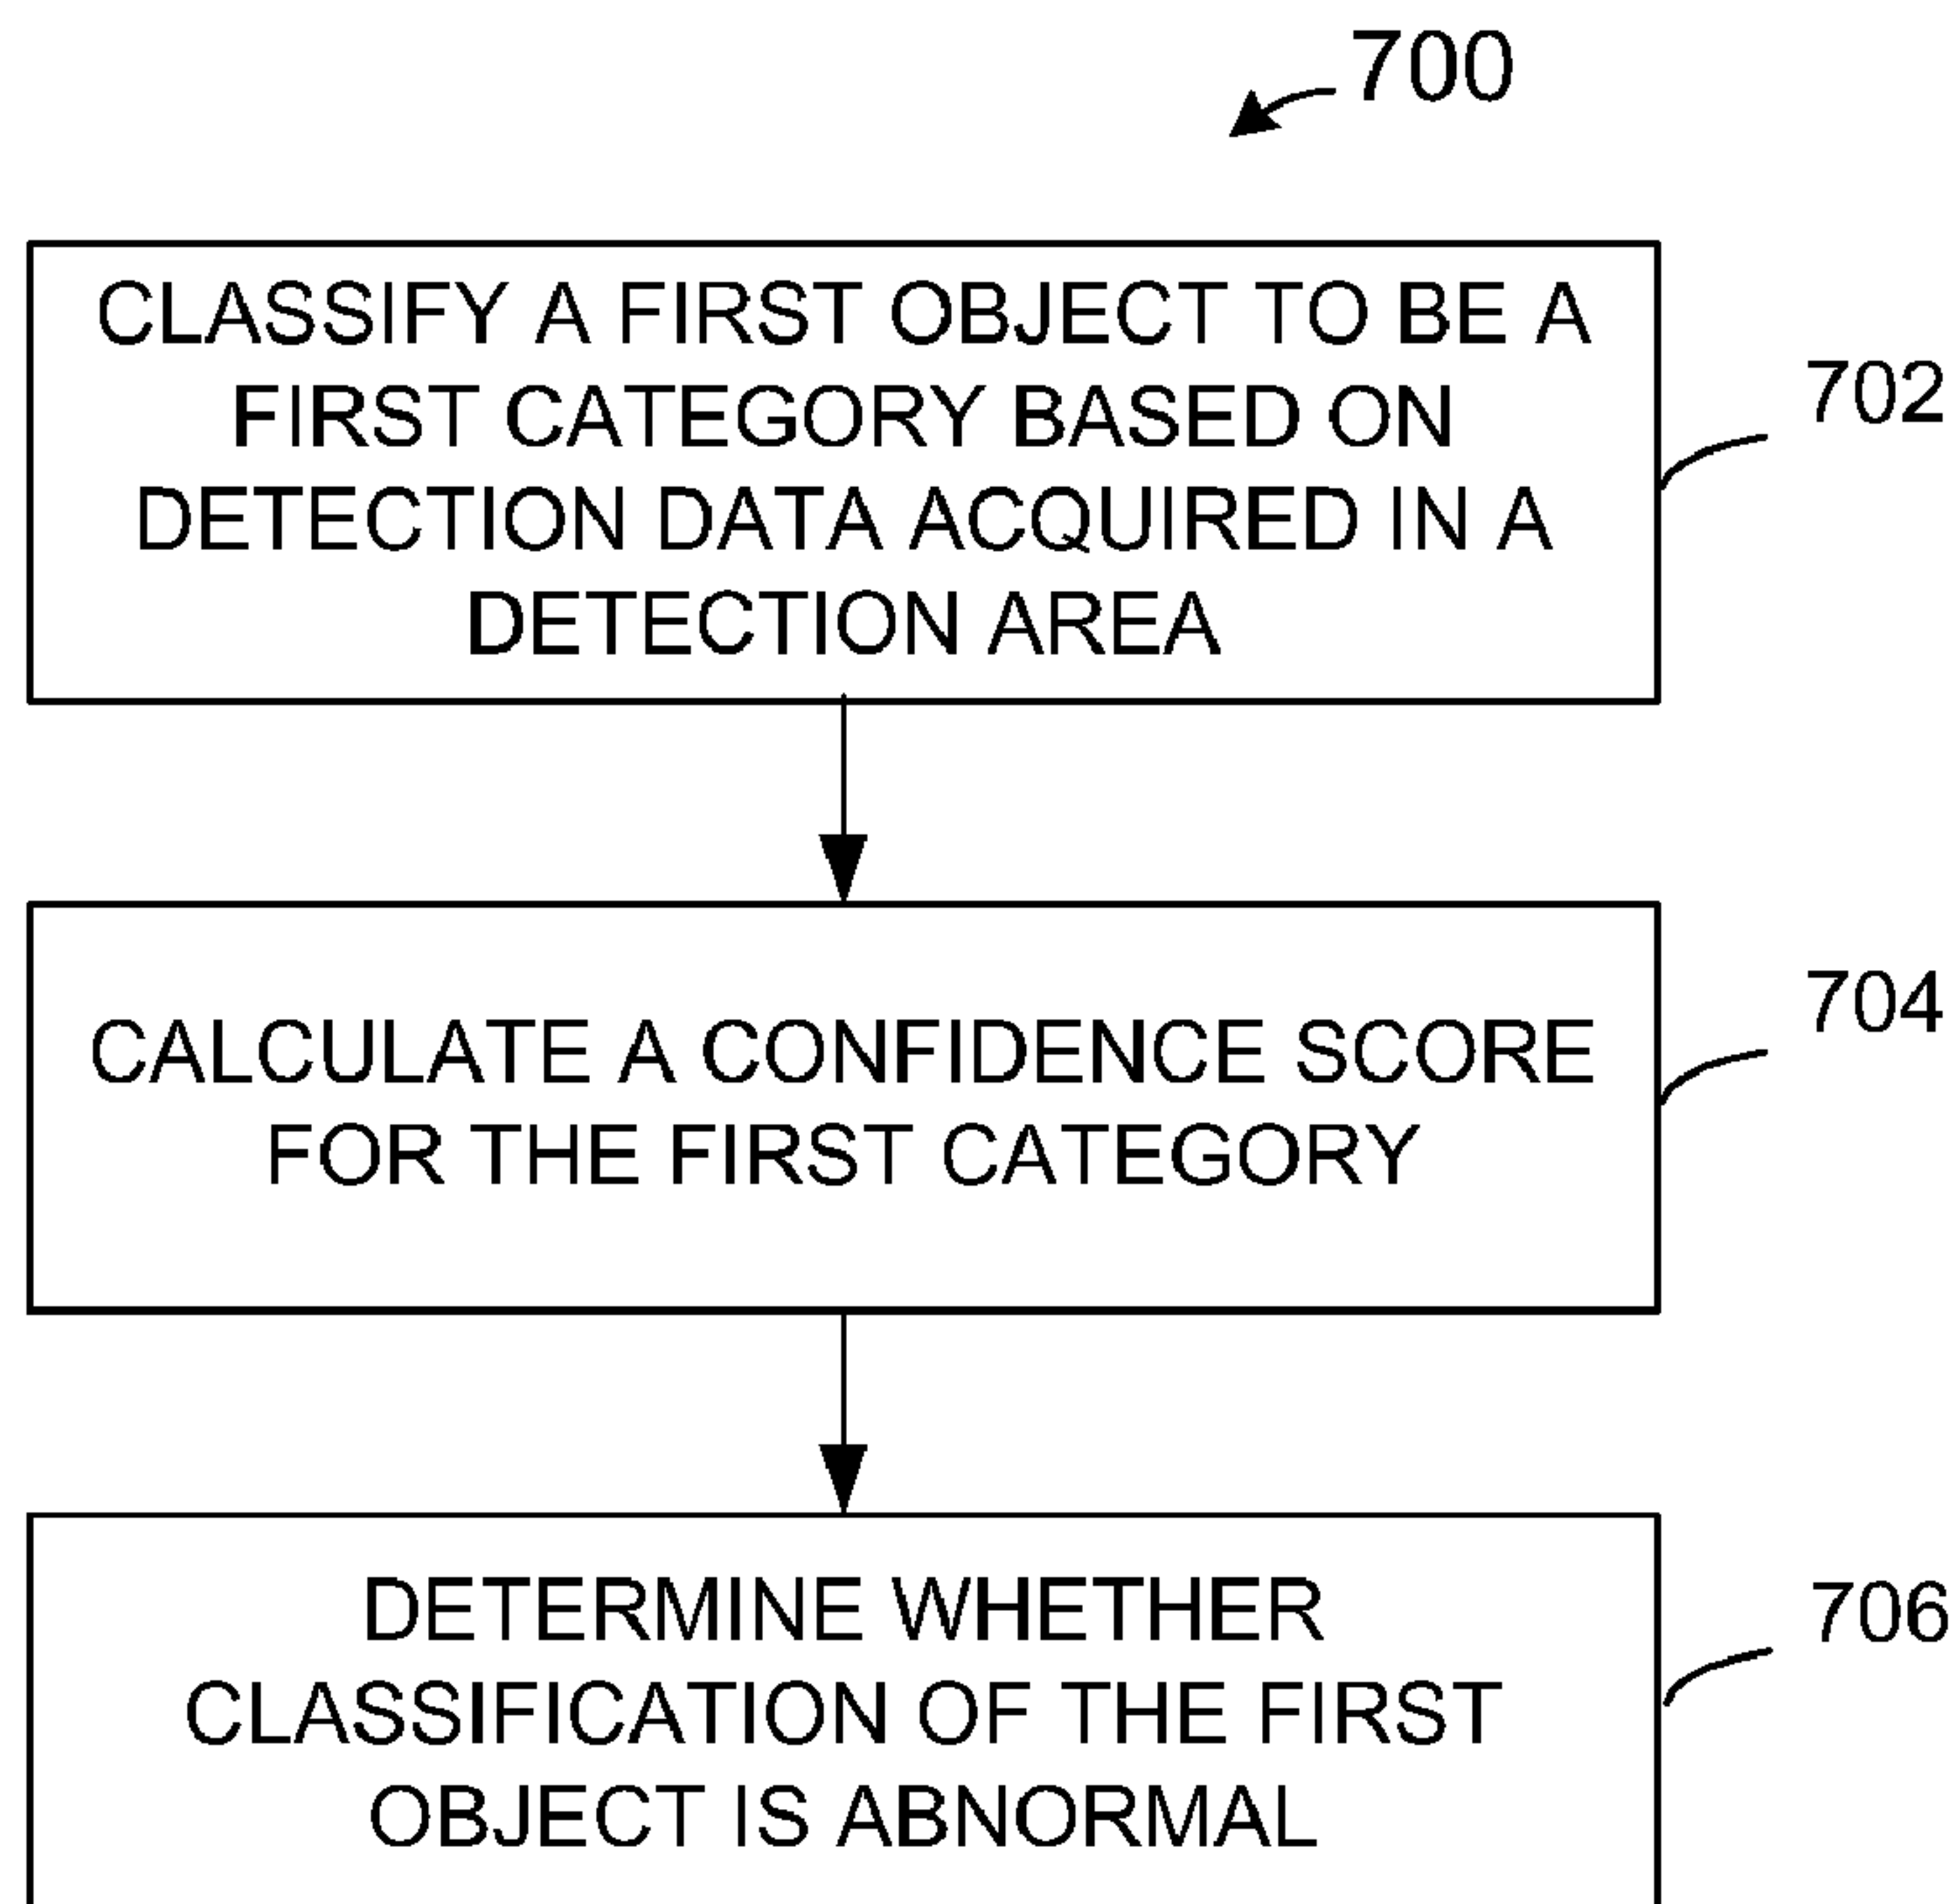 700
CLASSIFY A FIRST OBJECT TO BE A
FIRST CATEGORY BASED ON
DETECTION DATA ACQUIRED IN A
DETECTION AREA
702
CALCULATE A CONFIDENCE SCORE
FOR THE FIRST CATEGORY
704
DETERMINE WHETHER
CLASSIFICATION OF THE FIRST
OBJECT IS ABNORMAL
706